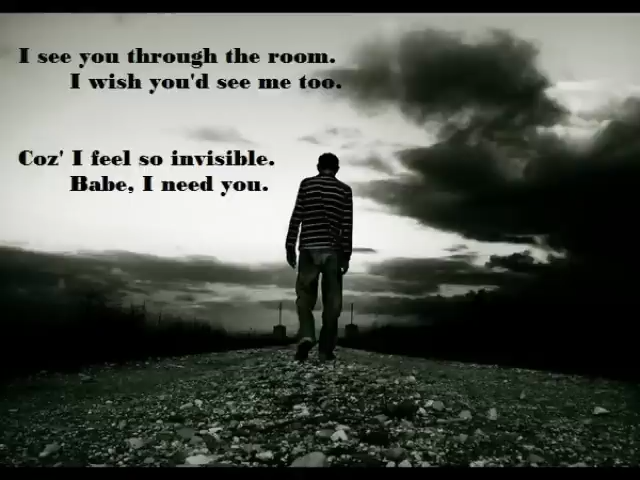 I see you through the room.
I wish you'd see me too.
Coz' I feel so invisible.
Babe, I need you.